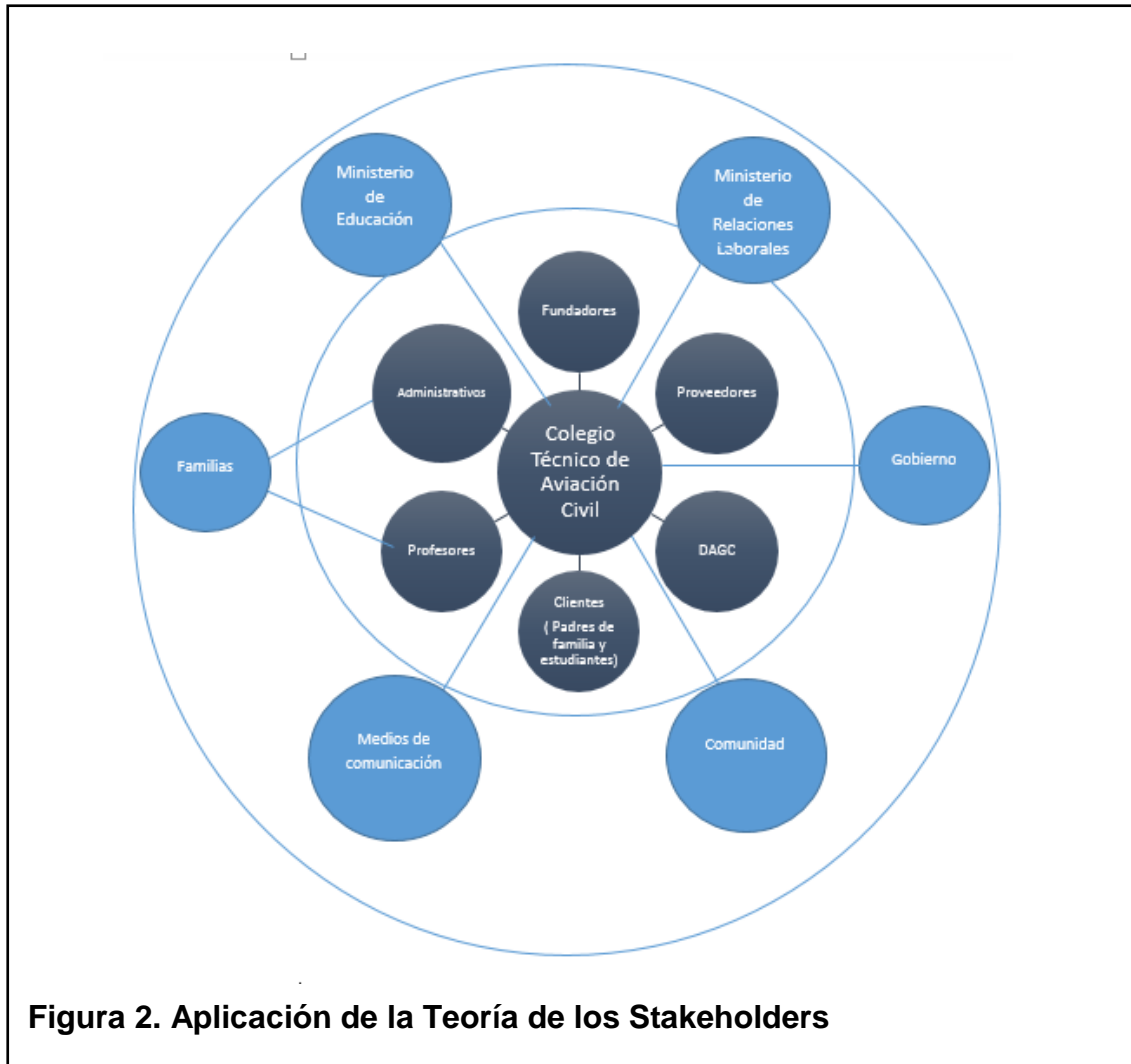 Ministerio
de
Educación
Ministerio
de
Relaciones
Laborales
Fundadores
Administrativos
Proveedores
Colegio
Técnico de
Aviación
Civil
Familias
Gobierno
Profesores
DAGC
Clientes
( Padres de
familia y
estudiantes)
Medios de
comunicación
Comunidad
Figura 2. Aplicación de la Teoría de los Stakeholders